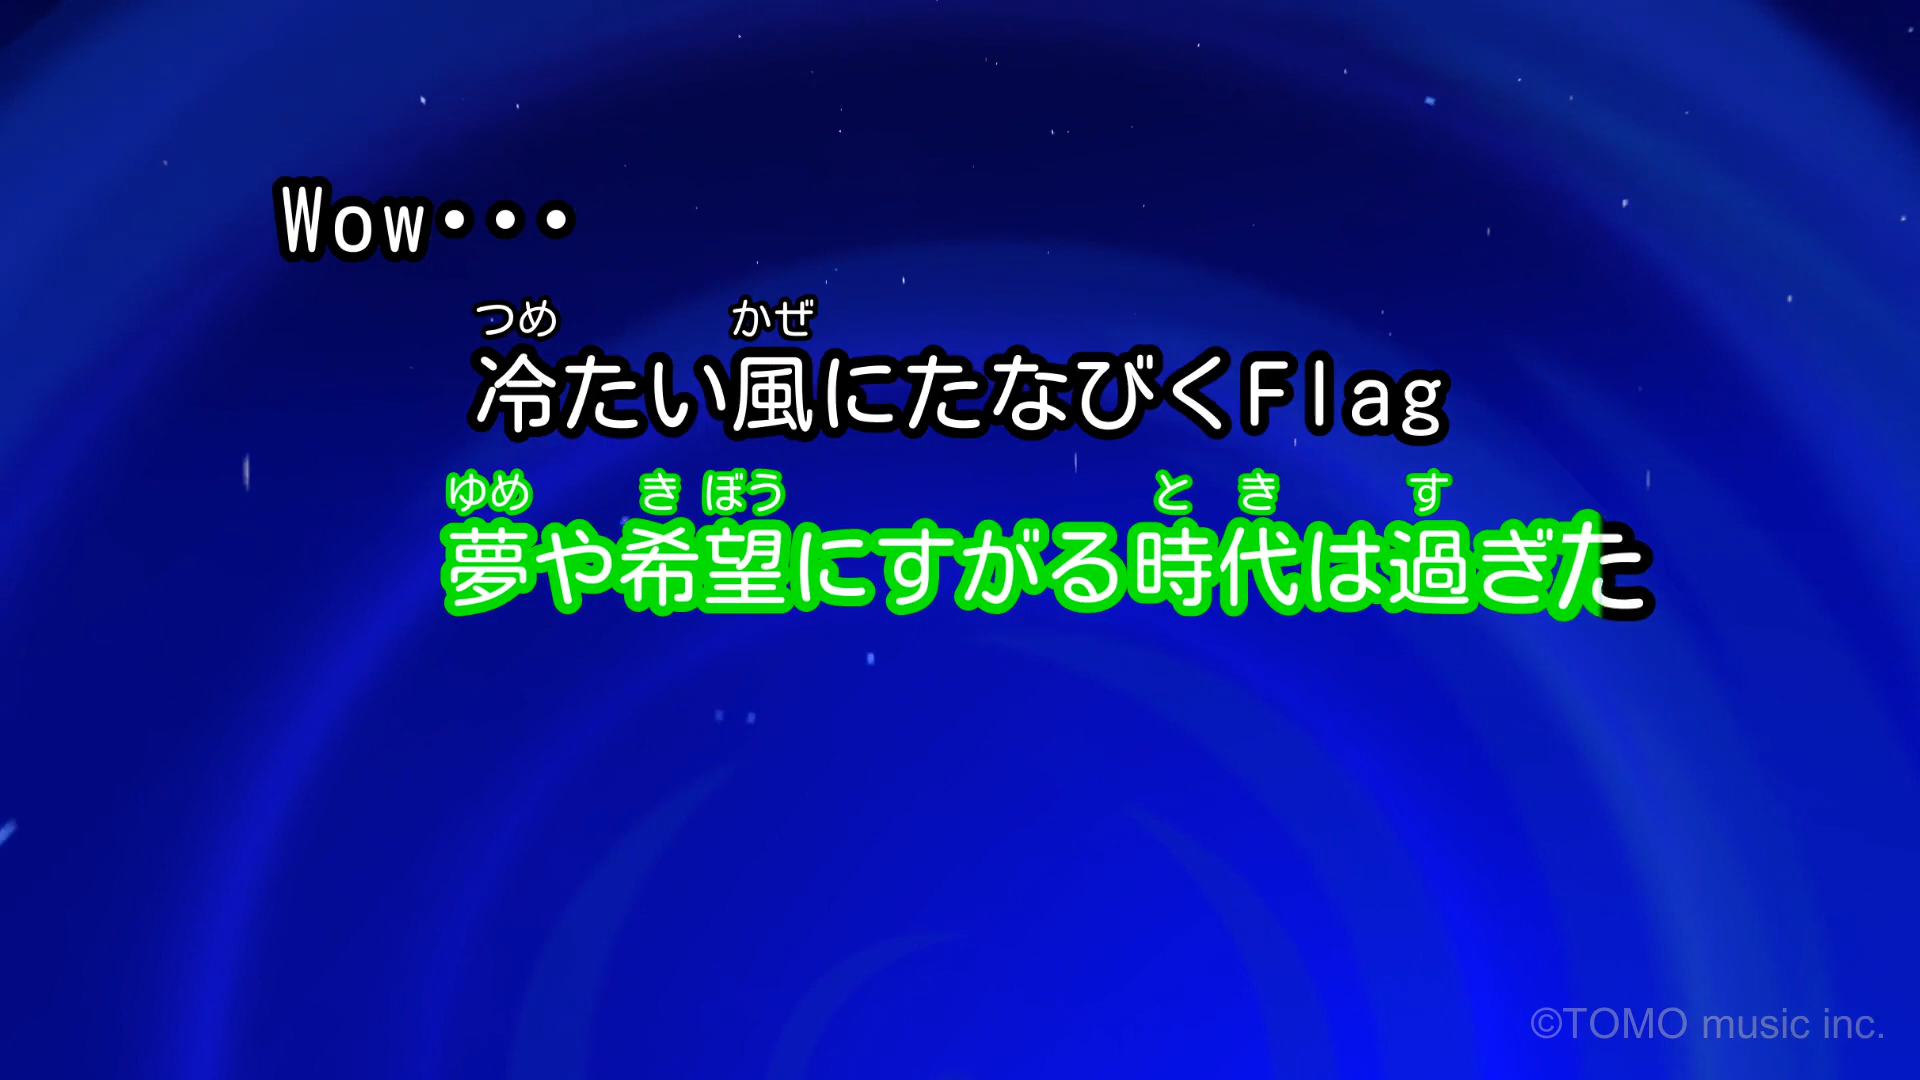 Wow･･･
つめ かぜ
冷たい風にたなびくFlag
ゆめ きぼう とき す
夢や希望にすがる時代は過ぎた
©TOMO music inc.